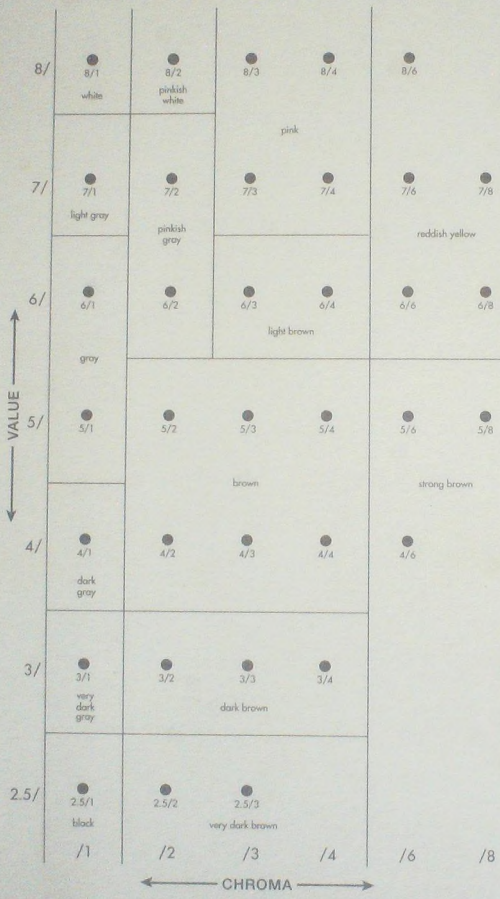 8/
8/1 8/2 8/3 8/4 8/6
white
pinkish
white
pink
7/
7/1 7/2 7/3 7/4 7/6 7/8
light gray
pinkish
gray
reddish yellow
6/
6/1 6/2 6/3 6/4 6/6 6/8
light brown
gray
VALUE
5/
5/1 5/2 5/3 5/4 5/6 5/8
brown
strong brown
4/
4/1 4/2 4/3 4/4 4/6
dark
gray
3/
3/1 3/2 3/3 3/4
very
dark
gray
dark brown
2.5/
2.5/1 2.5/2 2.5/3
black
very dark brown
/1 /2 /3 /4 /6 /8
CHROMA